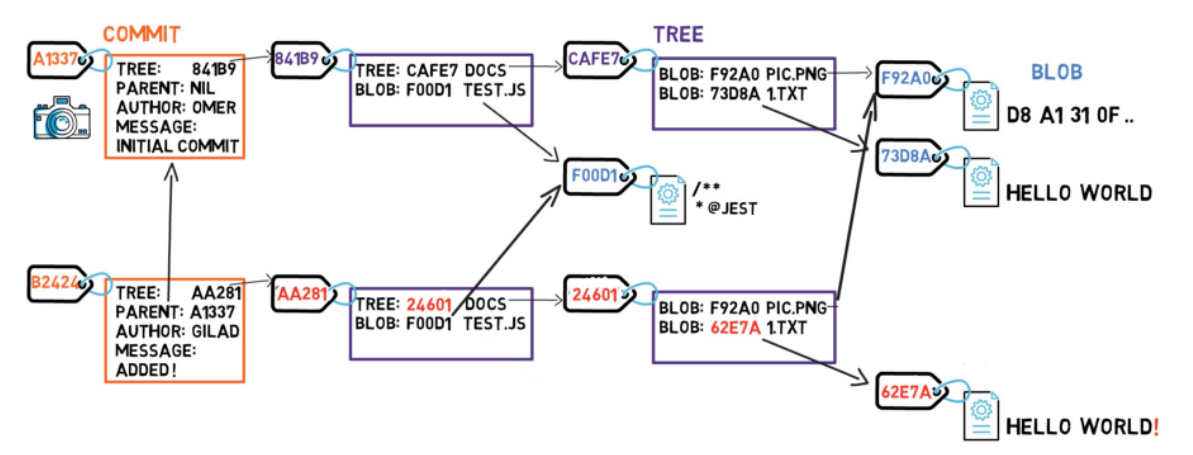 COMMIT
TREE
A1337
TREE: 841B9
PARENT: NIL
AUTHOR: OMER
MESSAGE:
INITIAL COMMIT
841B9
TREE: CAFE7 DOCS
BLOB: F00D1 TEST.JS
CAFE7
BLOB: F92A0 PIC.PNG
BLOB: 73D8A 1.TXT
F92A0
BLOB
D8 A1 31 0F ..
73D8A
HELLO WORLD
F00D1
/**
* @JEST
B2424
TREE: AA281
PARENT: A1337
AUTHOR: GILAD
MESSAGE:
ADDED!
AA281
TREE: 24601 DOCS
BLOB: F00D1 TEST.JS
24601
BLOB: F92A0 PIC.PNG
BLOB: 62E7A 1.TXT
62E7A
HELLO WORLD!